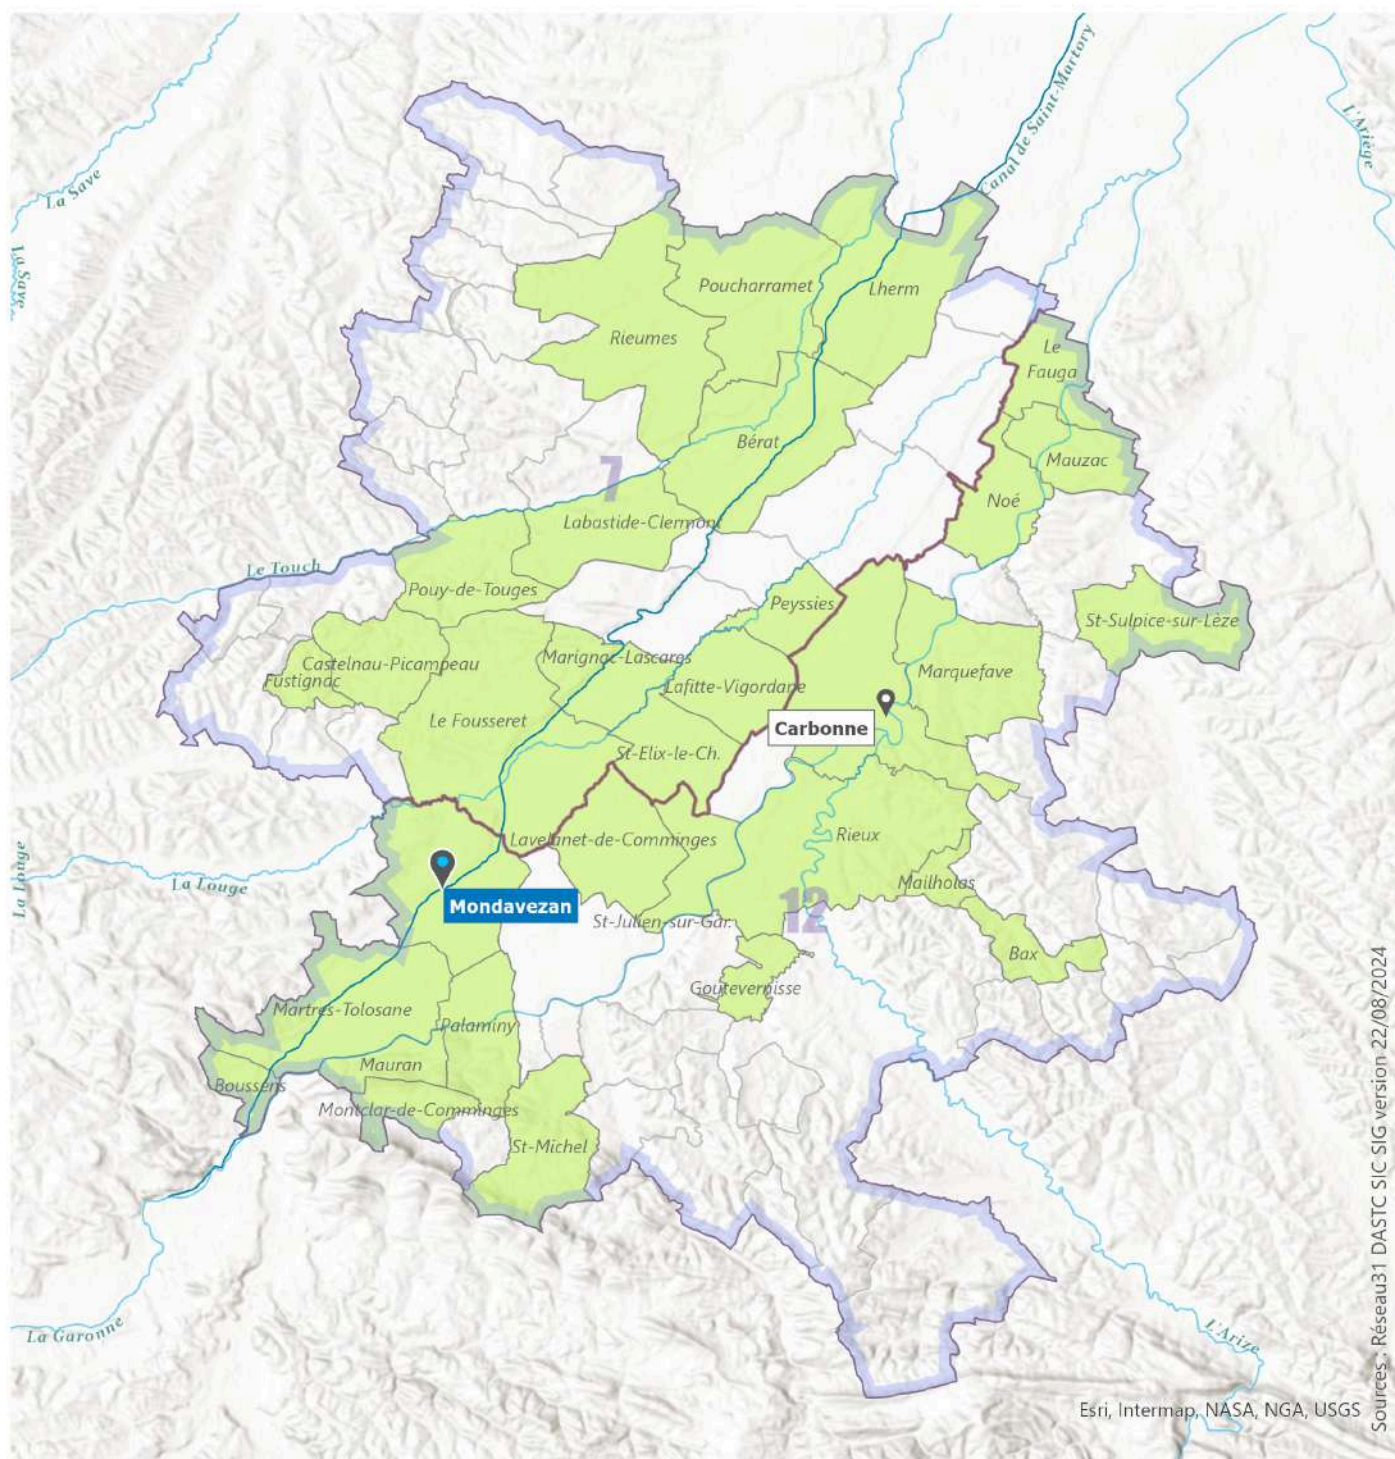 Canal de Saint-Martory
L'Ariège
La Save
La Save
Poucharramet
Lherm
Rieumes
Le
Fauga
Bérat
Mauzac
7
Noé
Labastide-Clermont
Le Touch
Pouy-de-Touges
Peyssies
St-Sulpice-sur-Lèze
Castelnau-Picampeau
Marignac-Lascares
Marquefave
Fustignac
Lafitte-Vigordane
Le Fousseret
Carbonne
St-Elix-le-Ch.
Lavelanet-de-Comminges
Rieux
La Louge
La Louge
Mailholas
Mondavezan
12
St-Julien-sur-Gar.
Bax
Goutevernisse
Martres-Tolosane
Palaminy
Mauran
Boussens
Montclar-de-Comminges
St-Michel
La Garonne
L'Arize
Esri, Intermap, NASA, NGA, USGS
Sources : Réseau31 DASTC SIC SIG version 22/08/2024